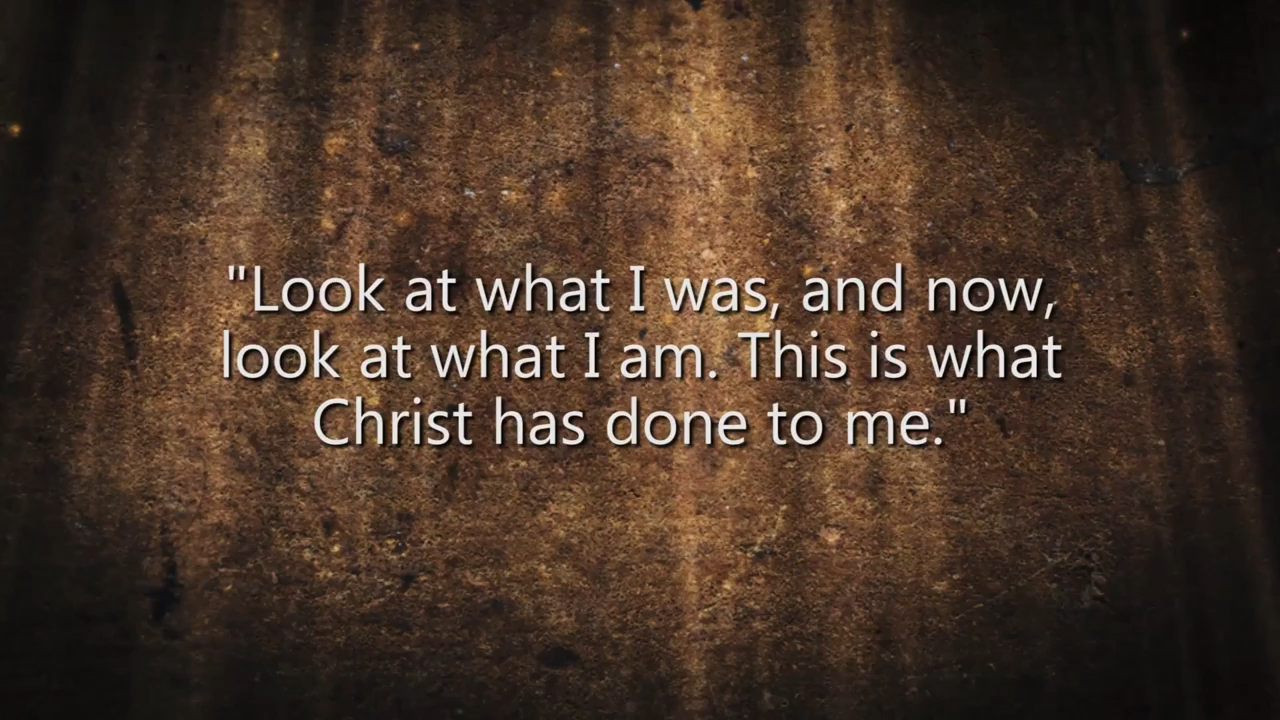 "Look at what I was, and now,
look at what I am. This is what
Christ has done to me."